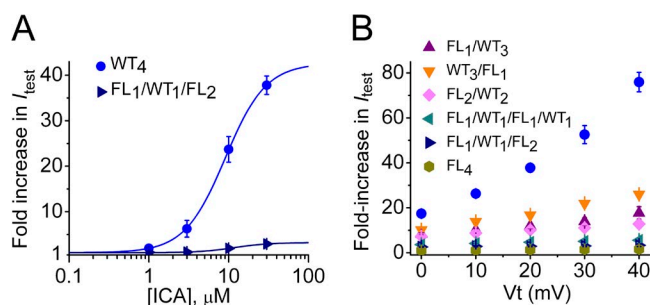 A
WT4
FL1/WT1/FL2
Fold increase in Itest
40
30
20
10
1
0.1
1
10
100
[ICA], μM
B
FL1/WT3
WT3/FL1
FL2/WT2
FL1/WT1/FL1/WT1
FL1/WT1/FL2
FL4
Fold-increase in Itest
80
60
40
20
0
0
10
20
30
40
Vt (mV)